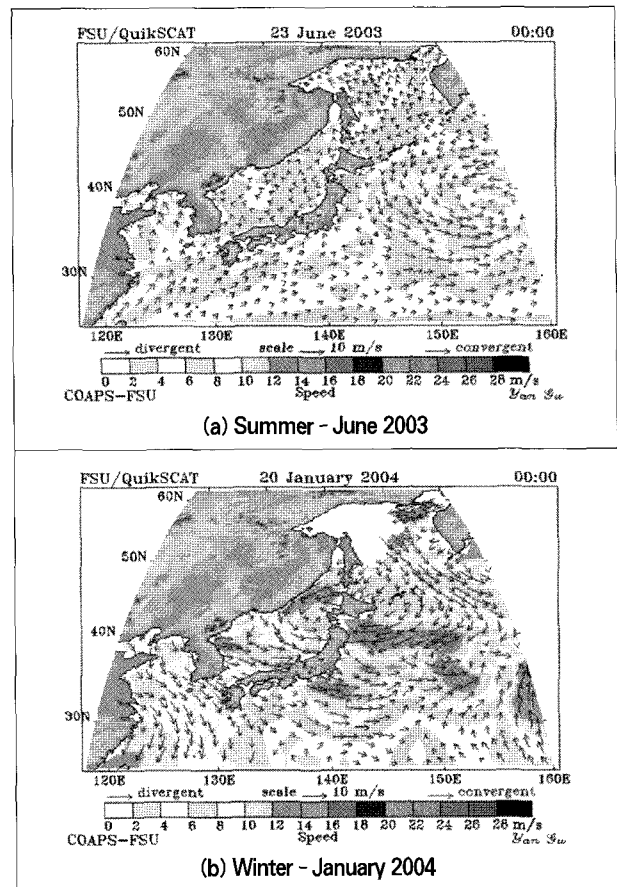 FSU/QuikSCAT 23 June 2003 00:00
60N
50N
40N
30N
120E 130E 140E 150E 160E
divergent scale 10 m/s convergent
0 2 4 6 8 10 12 14 16 18 20 22 24 26 28 m/s
COAPS-FSU Speed Yan Gu
(a) Summer - June 2003
FSU/QuikSCAT 20 January 2004 00:00
60N
50N
40N
30N
120E 130E 140E 150E 160E
divergent scale 10 m/s convergent
0 2 4 6 8 10 12 14 16 18 20 22 24 26 28 m/s
COAPS-FSU Speed Yan Gu
(b) Winter - January 2004